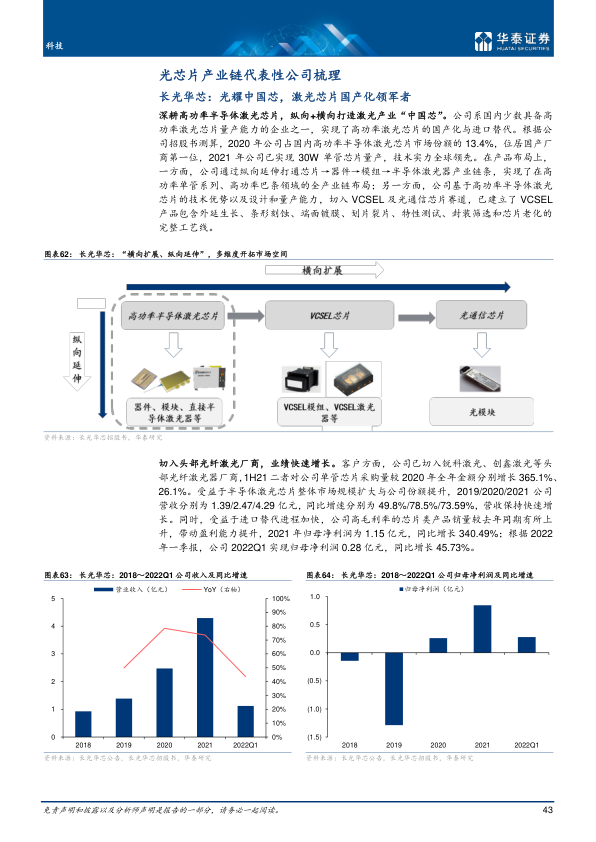 科技
华泰证券
HUATAI SECURITIES
光芯片产业链代表性公司梳理
长光华芯：光耀中国芯，激光芯片国产化领军者
深耕高功率半导体激光芯片，纵向+横向打造激光产业“中国芯”。公司系国内少数具备高
功率激光芯片量产能力的企业之一，实现了高功率激光芯片的国产化与进口替代。根据公
司招股书测算，2020 年公司占国内高功率半导体激光芯片市场份额的 13.4%，位居国产厂
商第一位，2021 年公司已实现 30W 单管芯片量产，技术实力全球领先。在产品布局上，
一方面，公司通过纵向延伸打通芯片→器件→模组→半导体激光器产业链条，实现了在高
功率单管系列、高功率巴条领域的全产业链布局；另一方面，公司基于高功率半导体激光
芯片的技术优势以及设计和量产能力，切入 VCSEL 及光通信芯片赛道，已建立了 VCSEL
产品包含外延生长、条形刻蚀、端面镀膜、划片裂片、特性测试、封装筛选和芯片老化的
完整工艺线。
图表62： 长光华芯：“横向扩展、纵向延伸”，多维度开拓市场空间
横向扩展
纵向延伸
高功率半导体激光芯片
VCSEL芯片
光通信芯片
器件、模块、直接半
导体激光器等
VCSEL模组、VCSEL激光
器等
光模块
资料来源：长光华芯招股书，华泰研究
切入头部光纤激光厂商，业绩快速增长。客户方面，公司已切入锐科激光、创鑫激光等头
部光纤激光器厂商，1H21 二者对公司单管芯片采购量较 2020 年全年金额分别增长 365.1%、
26.1%。受益于半导体激光芯片整体市场规模扩大与公司份额提升，2019/2020/2021 公司
营收分别为 1.39/2.47/4.29 亿元，同比增速分别为 49.8%/78.5%/73.59%，营收保持快速增
长。同时，受益于进口替代进程加快，公司高毛利率的芯片类产品销量较去年同期有所上
升，带动盈利能力提升，2021 年归母净利润为 1.15 亿元，同比增长 340.49%；根据 2022
年一季报，公司 2022Q1 实现归母净利润 0.28 亿元，同比增长 45.73%。
图表63： 长光华芯：2018～2022Q1 公司收入及同比增速
营业收入（亿元）
YoY（右轴）
5
4
3
2
1
0
100%
90%
80%
70%
60%
50%
40%
30%
20%
10%
0%
2018
2019
2020
2021
2022Q1
资料来源：长光华芯公告，长光华芯招股书，华泰研究
图表64： 长光华芯：2018～2022Q1 公司归母净利润及同比增速
归母净利润（亿元）
1.0
0.5
0.0
(0.5)
(1.0)
(1.5)
2018
2019
2020
2021
2022Q1
资料来源：长光华芯公告，长光华芯招股书，华泰研究
免责声明和披露以及分析师声明是报告的一部分，请务必一起阅读。
43